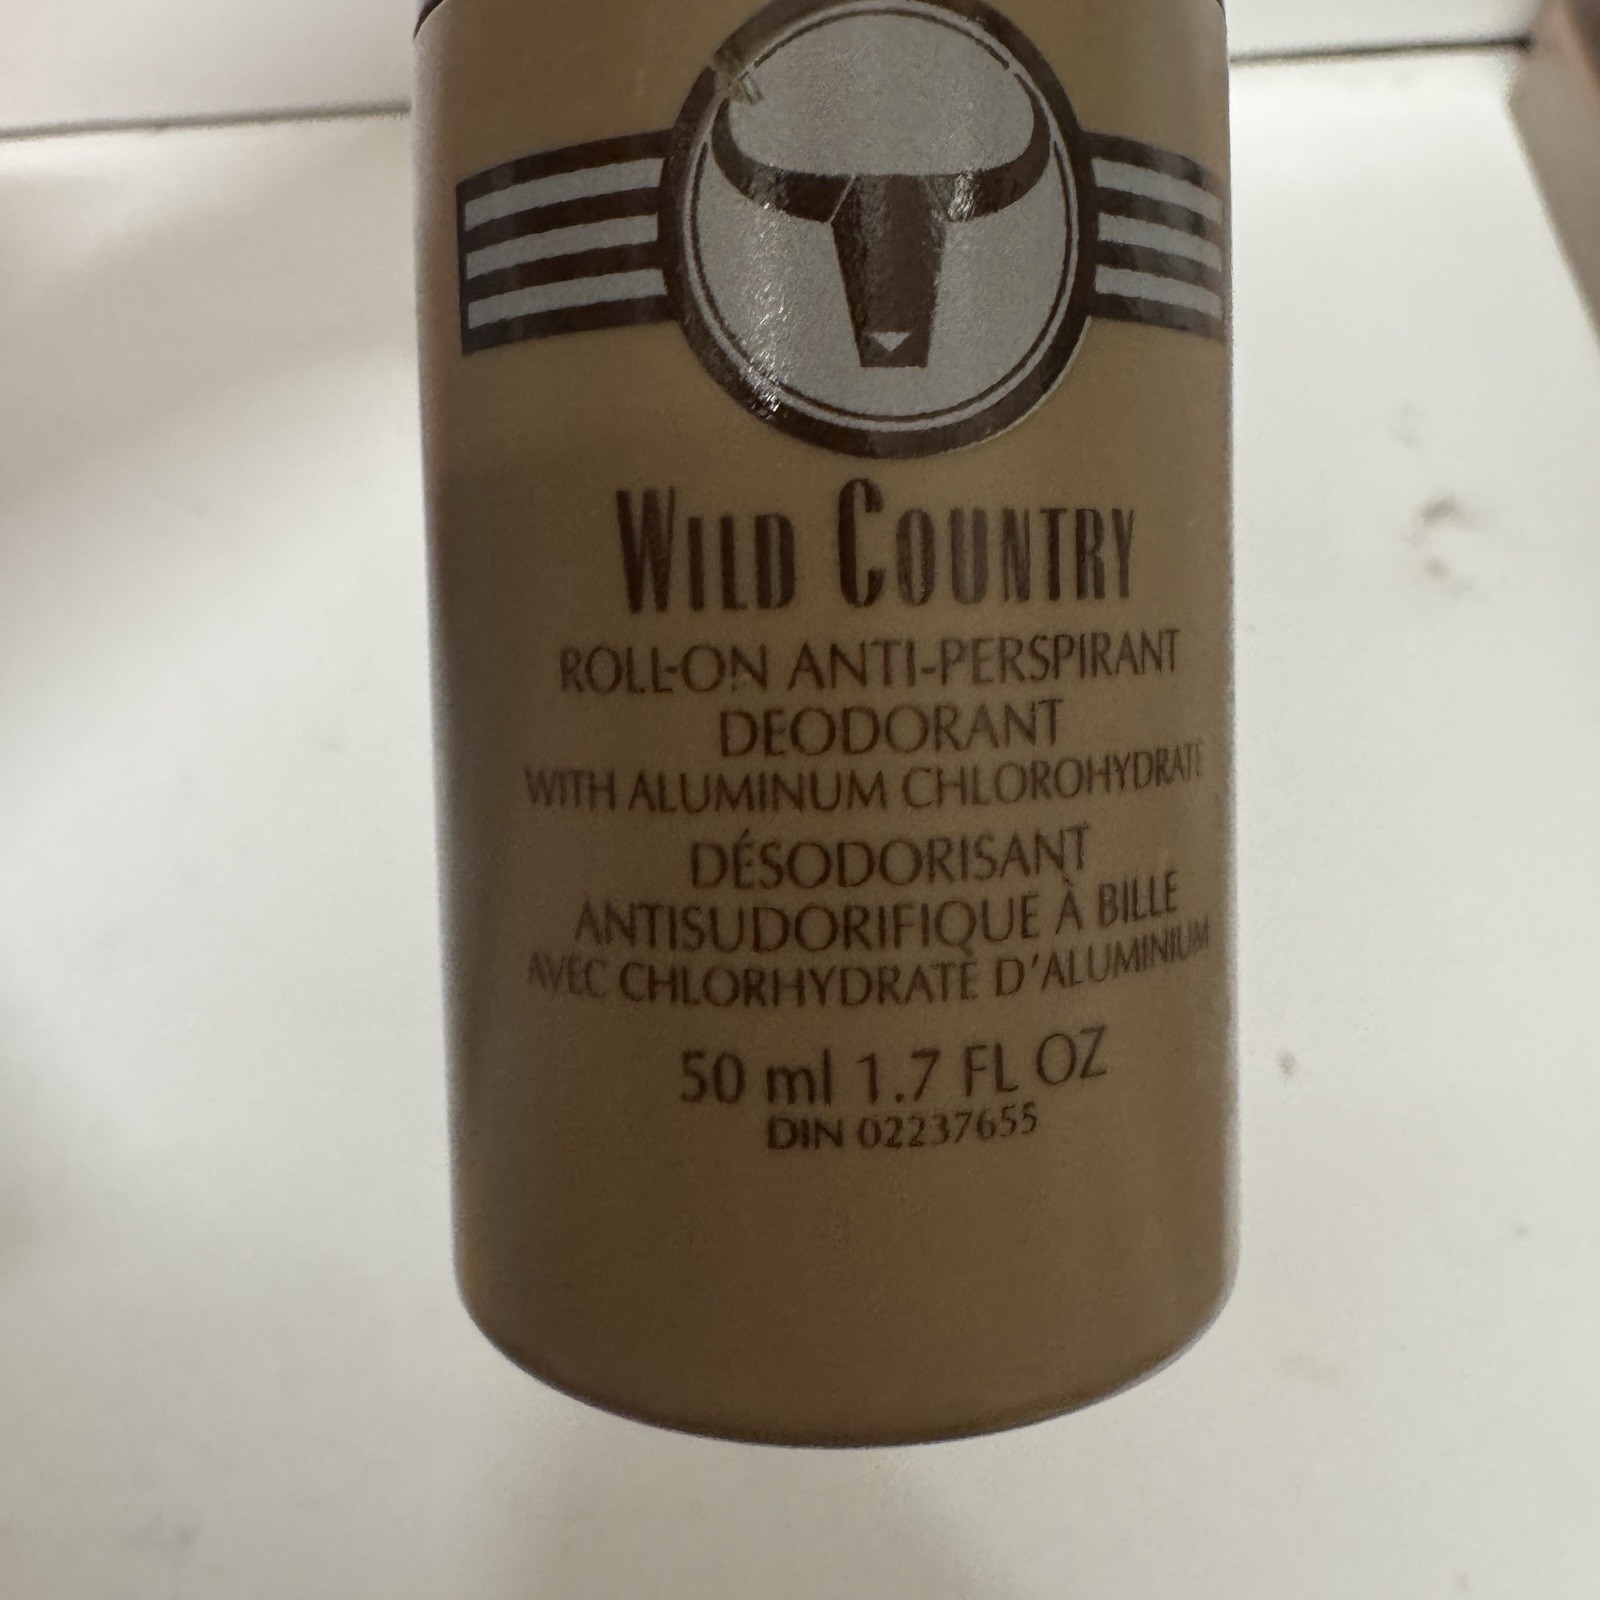 WILD COUNTRY
ROLL-ON ANTI-PERSPIRANT
DEODORANT
WITH ALUMINUM CHLOROHYDRATE
DÉSODORISANT
ANTISUDORIFIQUE À BILLE
AVEC CHLORHYDRATE D'ALUMINIUM
50 ml 1.7 FL OZ
DIN 02237655